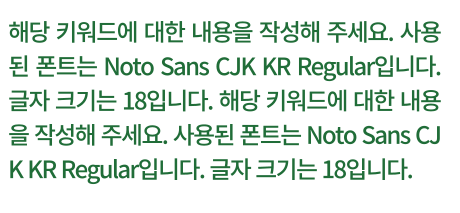 해당 키워드에 대한 내용을 작성해 주세요. 사용
된 폰트는 Noto Sans CJK KR Regular입니다.
글자 크기는 18입니다. 해당 키워드에 대한 내용
을 작성해 주세요. 사용된 폰트는 Noto Sans CJ
K KR Regular입니다. 글자 크기는 18입니다.